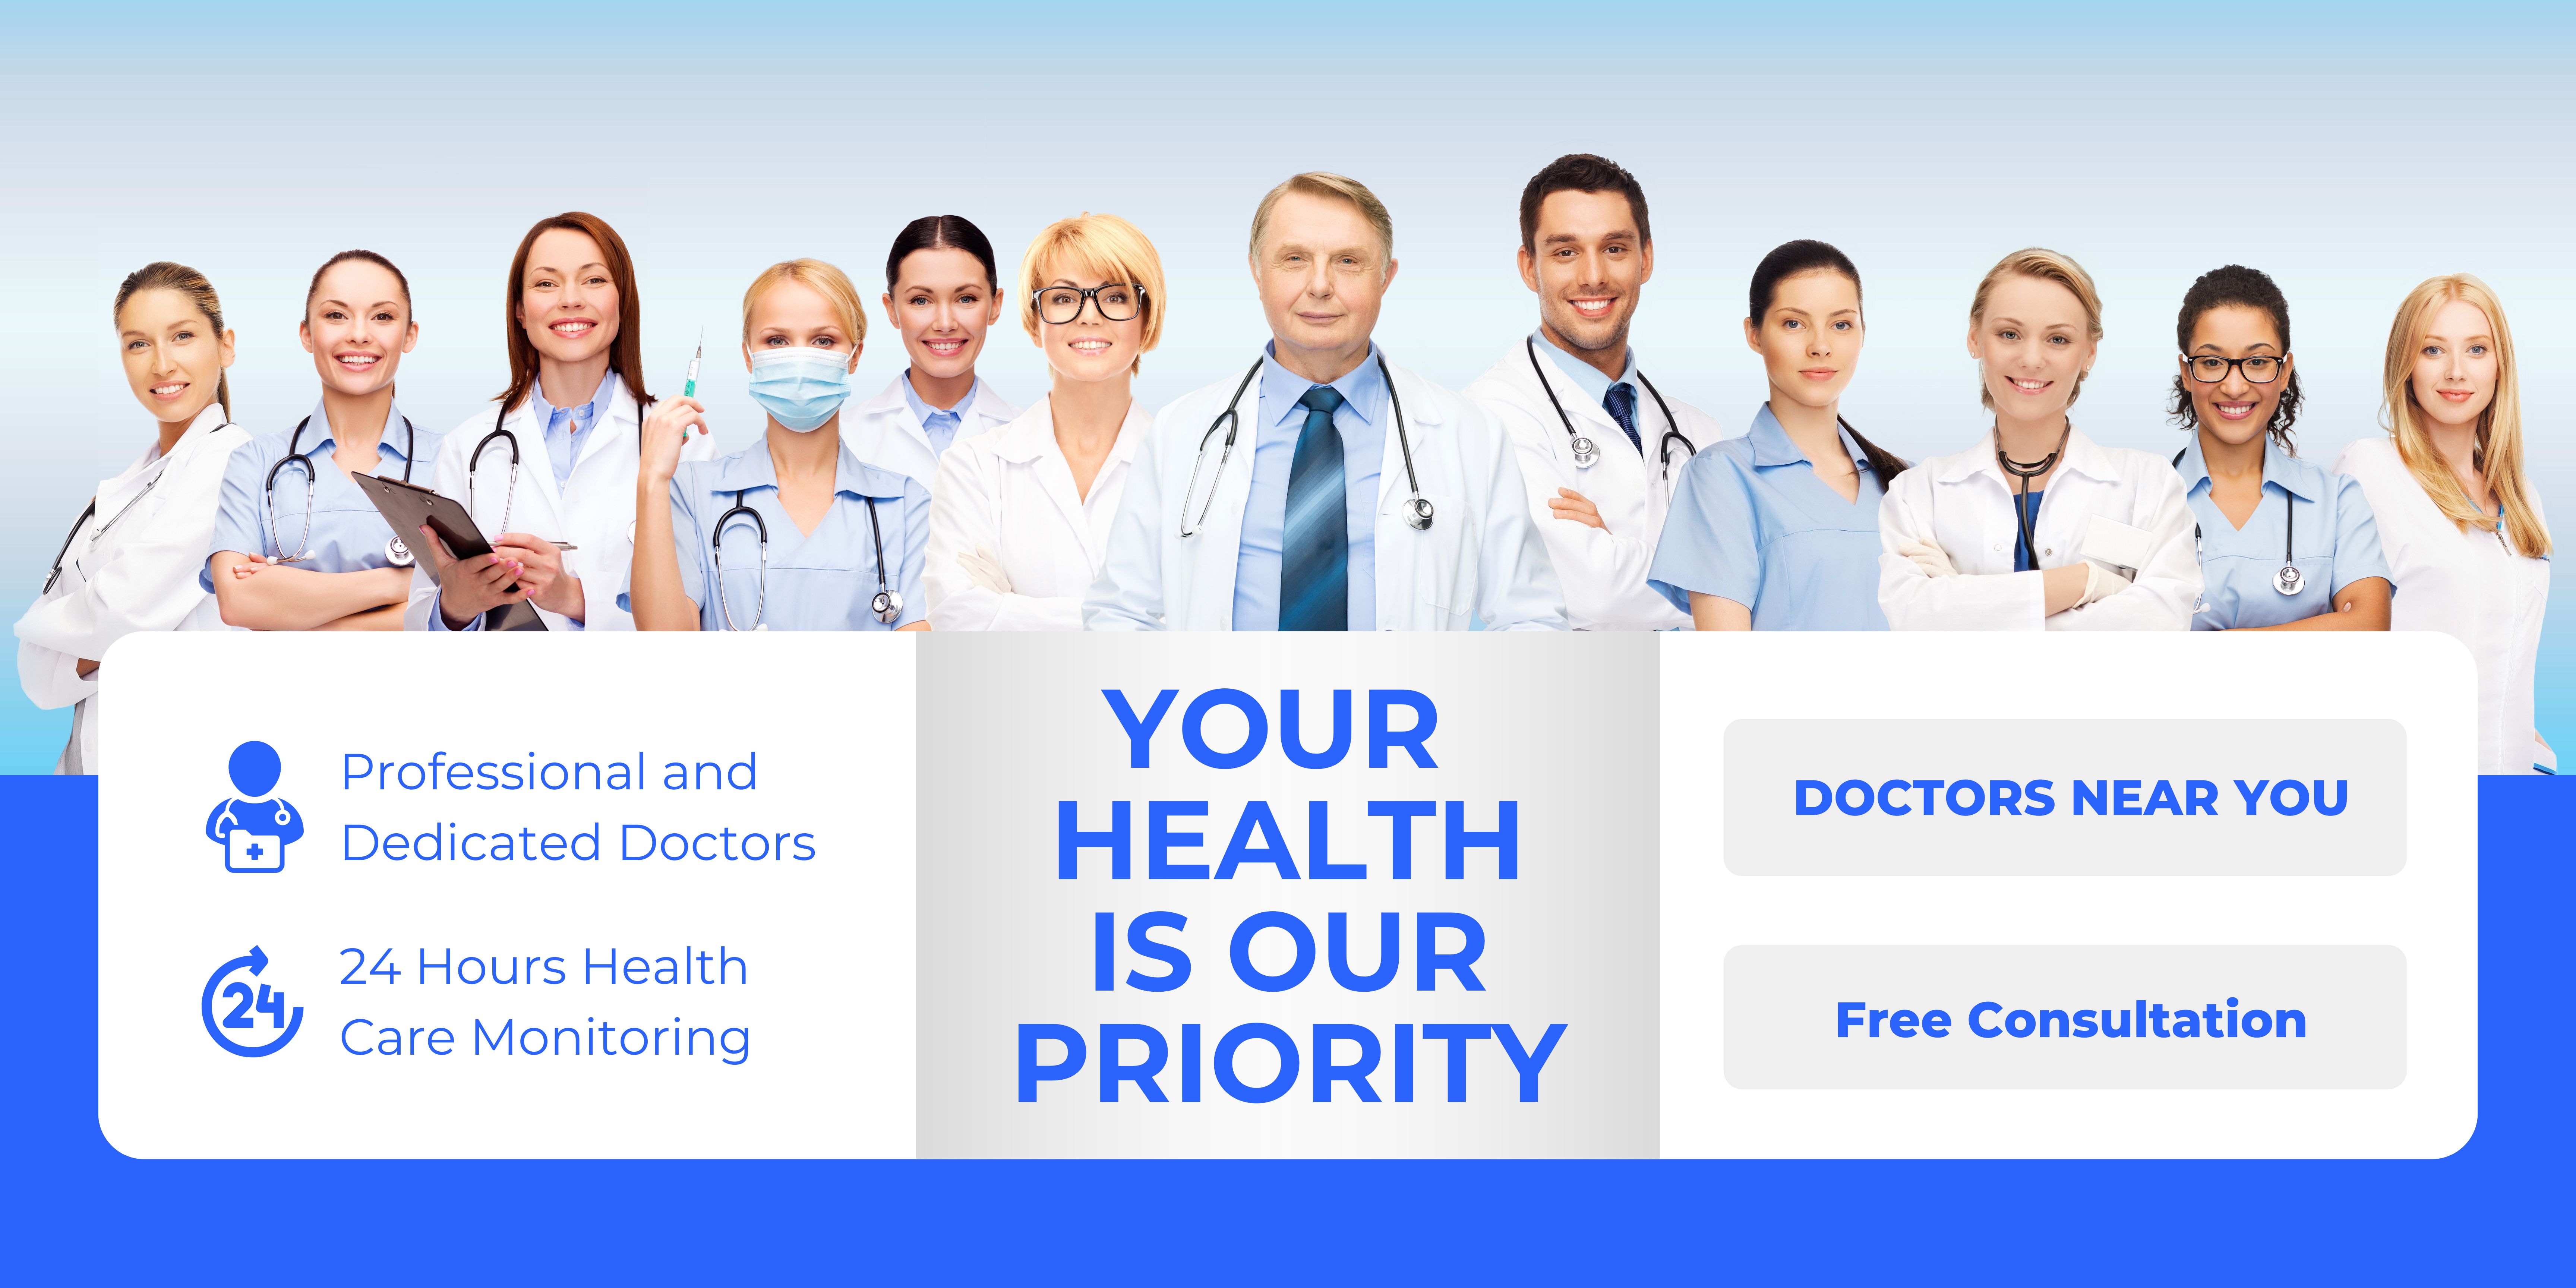 Professional and
Dedicated Doctors
24
24 Hours Health
Care Monitoring
YOUR
HEALTH
IS OUR
PRIORITY
DOCTORS NEAR YOU
Free Consultation